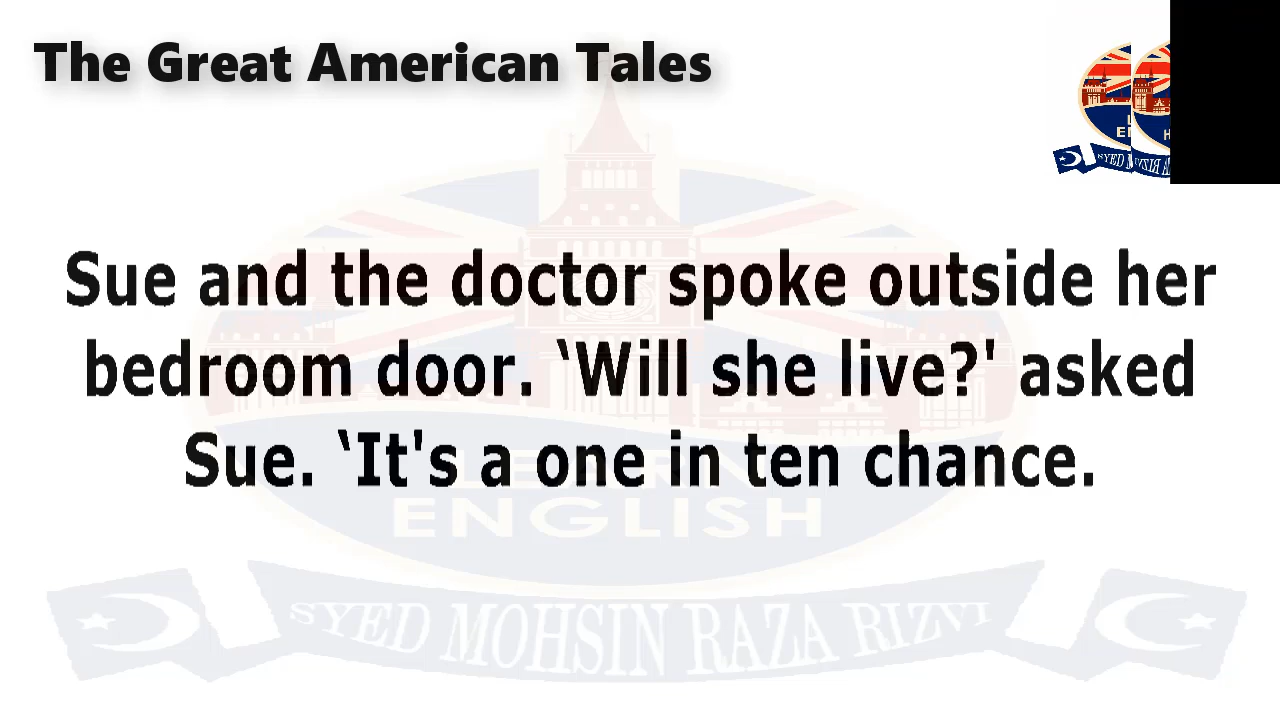 The Great American Tales
Sue and the doctor spoke outside her
bedroom door. ‛Will she live?' asked
Sue. ‛It's a one in ten chance.
LEARN
ENGLISH
SYED MOHSIN RAZA RIZVI